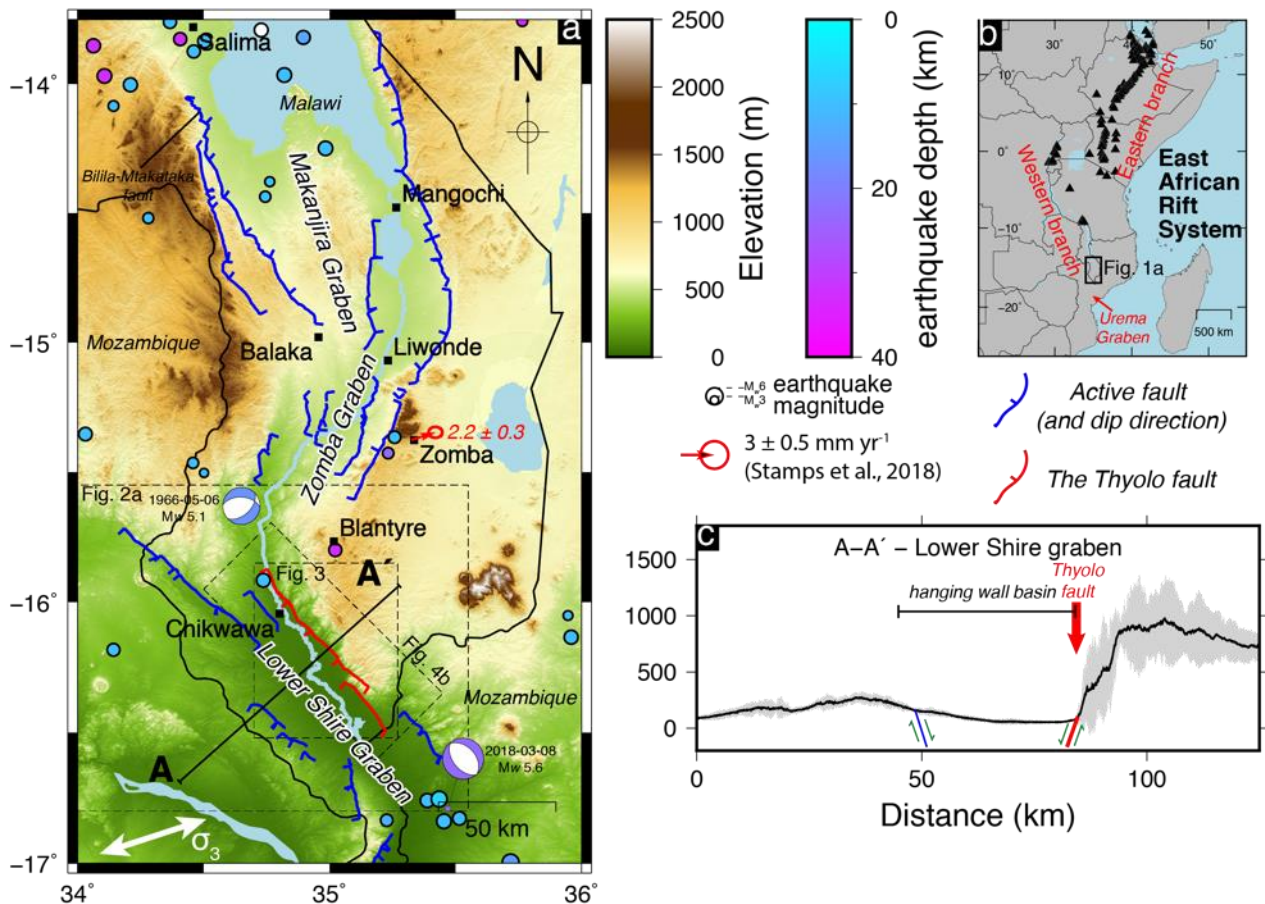 a
Salima
N
Malawi
−14°
Bilila-Mtakataka
fault
Makanjira Graben
Mangochi
Mozambique
−15°
Balaka
Liwonde
Zomba Graben
2.2 ± 0.3
Zomba
Fig. 2a
1966-05-06
Mw 5.1
Blantyre
A´
Fig. 3
−16°
Chikwawa
Fig. 4b
Lower Shire Graben
Mozambique
2018-03-08
Mw 5.6
A
50 km
σ3
−17°
34° 35° 36°
2500
2000
1500
1000
500
0
Elevation (m)
0
20
40
earthquake depth (km)
b
30° 40° 50°
10°
0°
−10°
−20°
Western branch
Eastern branch
East
African
Rift
System
Fig. 1a
Urema
Graben
500 km
Mw6
Mw3
earthquake
magnitude
3 ± 0.5 mm yr-1
(Stamps et al., 2018)
Active fault
(and dip direction)
The Thyolo fault
c
A−A´ − Lower Shire graben
Thyolo
fault
hanging wall basin
1500
1000
500
0
0 50 100
Distance (km)